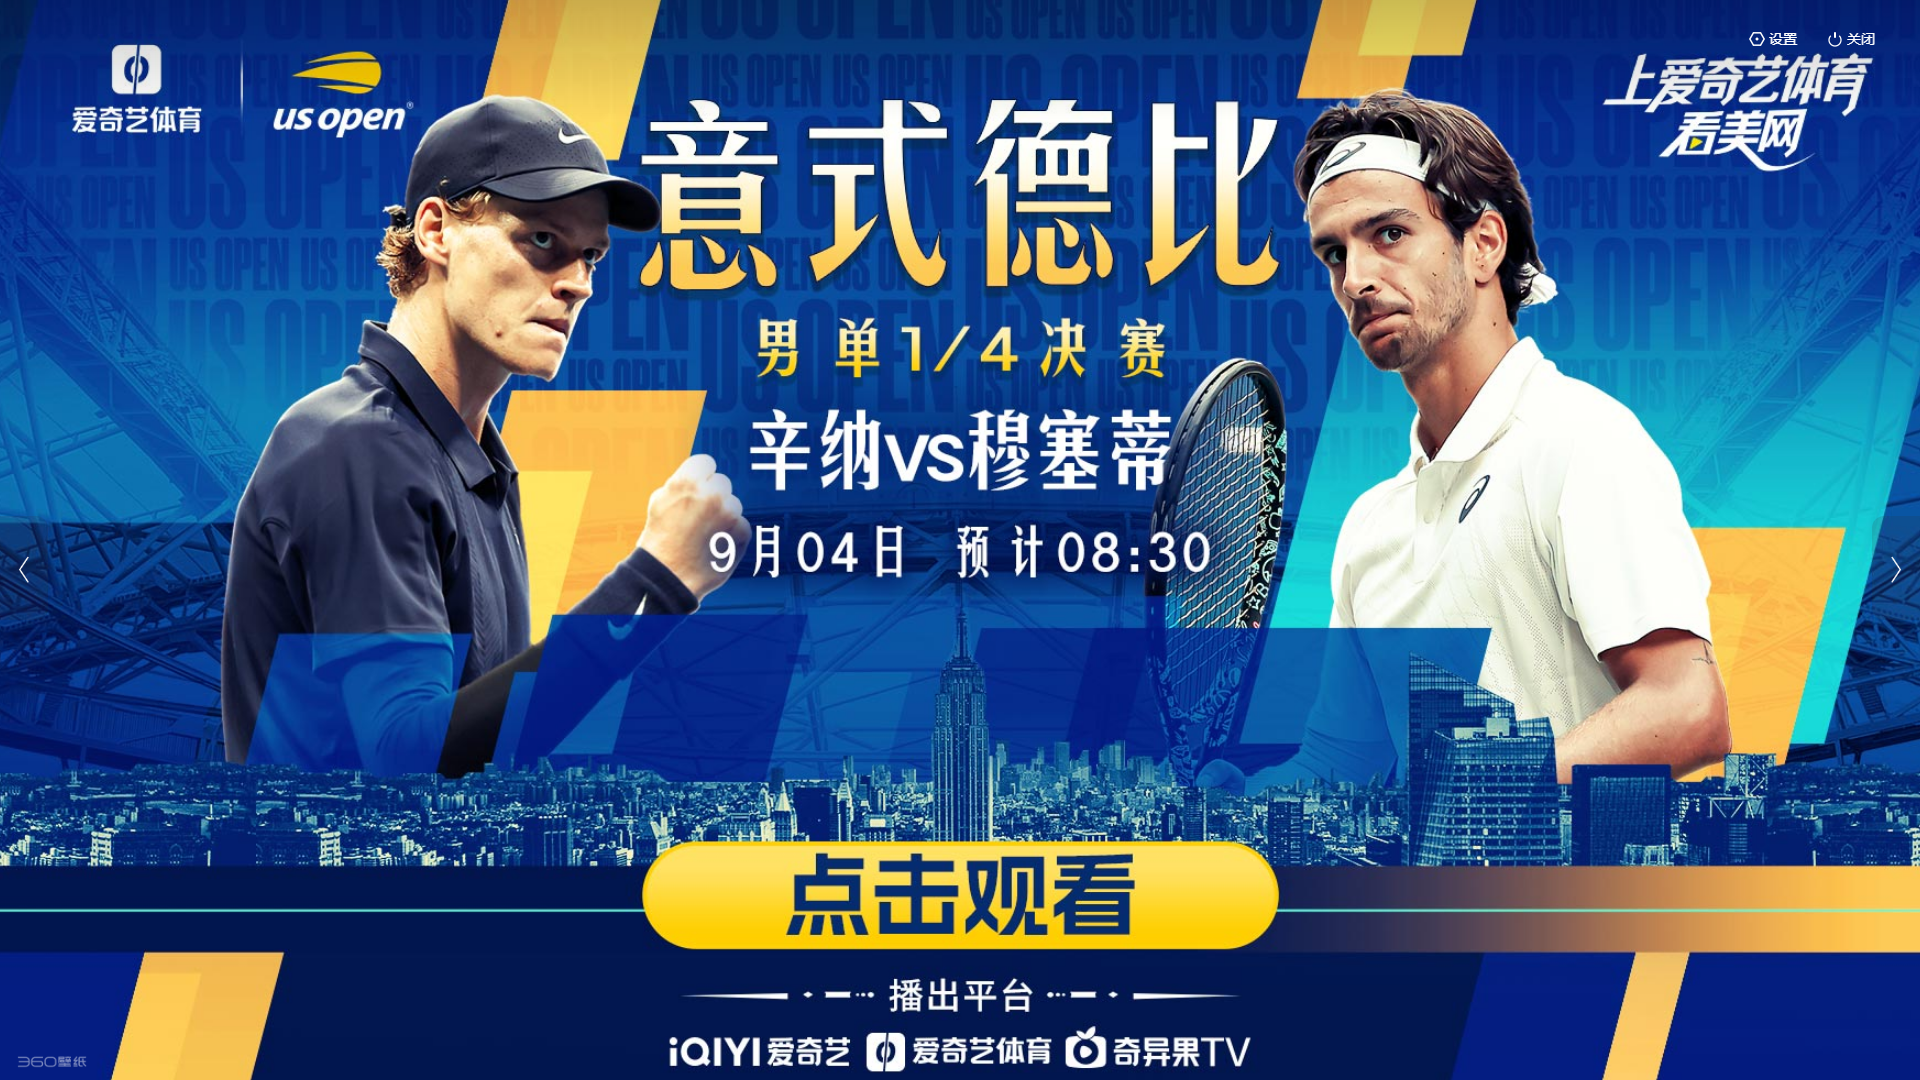 设置 关闭
爱奇艺体育
us open
上爱奇艺体育
看美网
意式德比
男单1/4决赛
辛纳vs穆塞蒂
9月04日 预计08:30
点击观看
播出平台
iQIYI爱奇艺 爱奇艺体育 奇异果TV
360壁纸